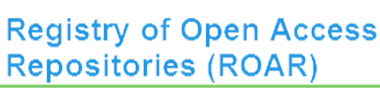 Registry of Open Access
Repositories (ROAR)